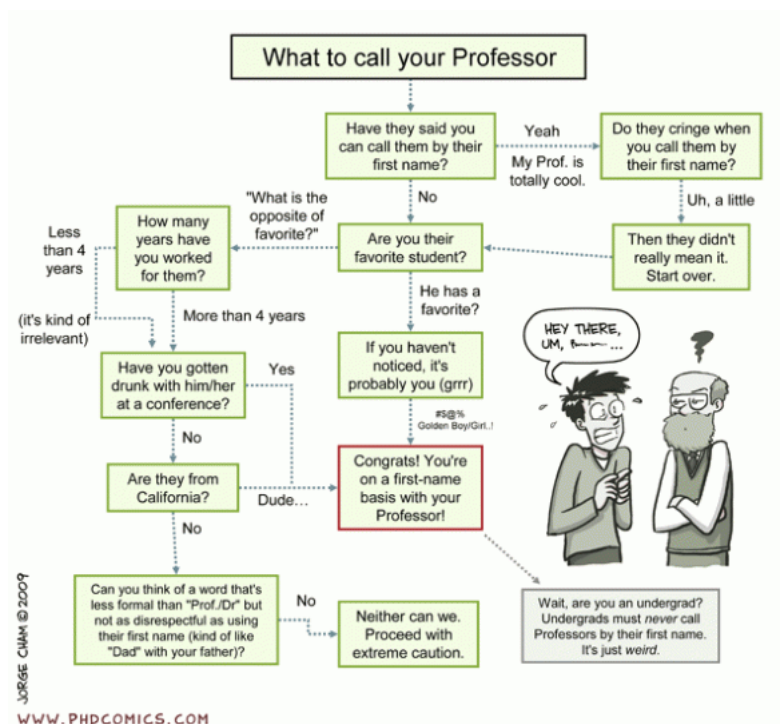 What to call your Professor
Have they said you
can call them by their
first name?
Yeah
My Prof. is
totally cool.
Do they cringe when
you call them by
their first name?
No
Uh, a little
"What is the
opposite of
favorite?"
Less
than 4
years
How many
years have
you worked
for them?
Are you their
favorite student?
Then they didn't
really mean it.
Start over.
He has a
favorite?
(it's kind of
irrelevant)
More than 4 years
HEY THERE,
UM, ...
If you haven't
noticed, it's
probably you (grrr)
Have you gotten
drunk with him/her
at a conference?
Yes
#$@%
Golden Boy/Girl..!
No
Congrats! You're
on a first-name
basis with your
Professor!
Are they from
California?
Dude...
No
Can you think of a word that's
less formal than "Prof./Dr" but
not as disrespectful as using
their first name (kind of like
"Dad" with your father)?
No
Neither can we.
Proceed with
extreme caution.
Wait, are you an undergrad?
Undergrads must never call
Professors by their first name.
It's just weird.
JORGE CHAM © 2009
WWW.PHDCOMICS.COM